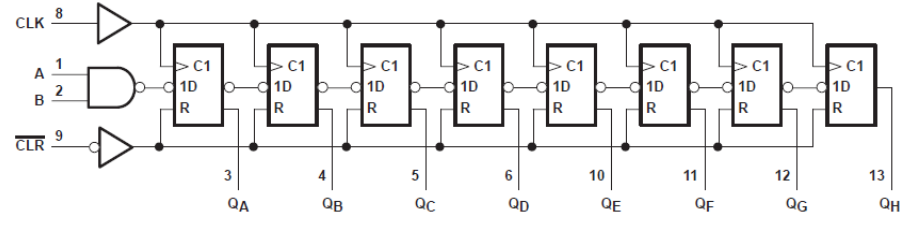 CLK 8
C1 C1 C1 C1 C1 C1 C1 C1
A 1
1D 1D 1D 1D 1D 1D 1D 1D
B 2
R R R R R R R R
CLR 9
3 4 5 6 10 11 12 13
QA QB QC QD QE QF QG QH